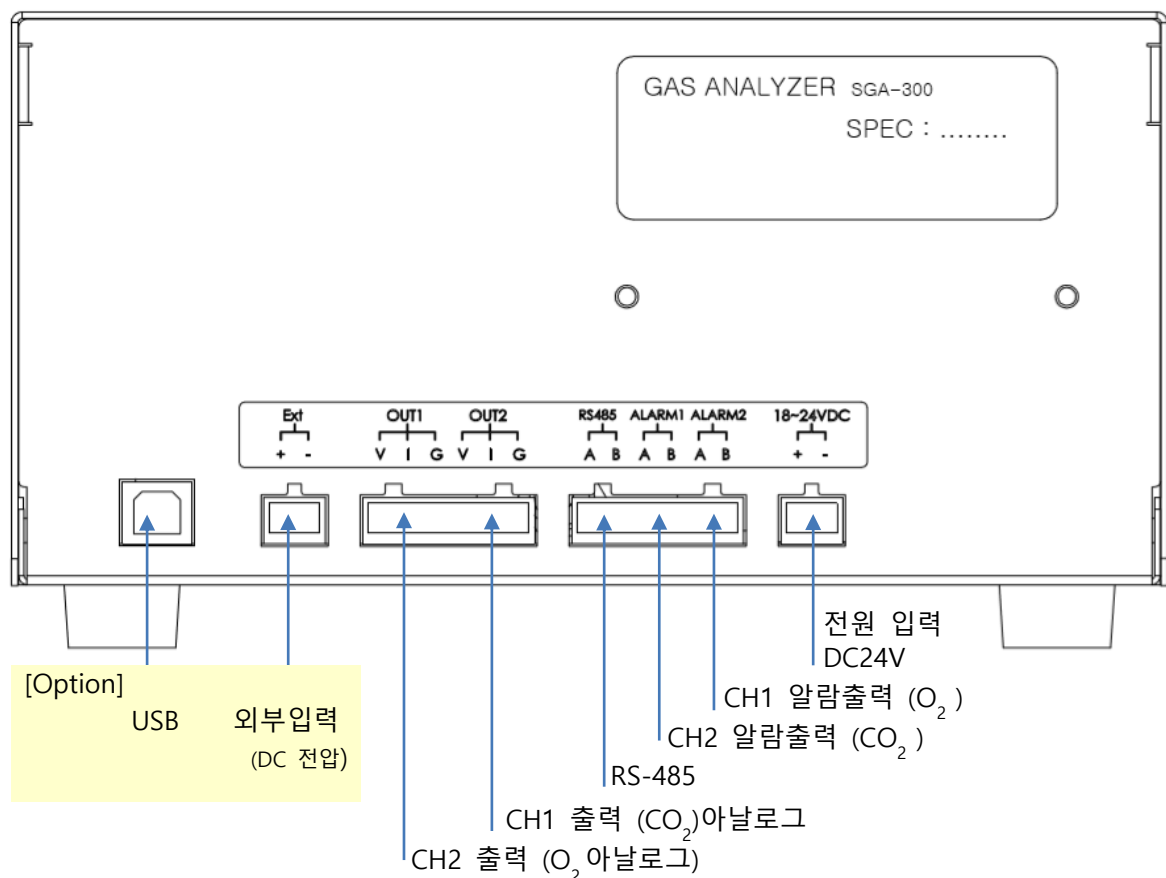 GAS ANALYZER SGA-300
SPEC : ........
Ext OUT1 OUT2 RS485 ALARM1 ALARM2 18~24VDC
+ - V I G V I G A B A B A B + -
전원 입력
DC24V
[Option]
USB 외부입력
(DC 전압)
CH1 알람출력 (O2 )
CH2 알람출력 (CO2 )
RS-485
CH1 출력 (CO2)아날로그
CH2 출력 (O2 아날로그)